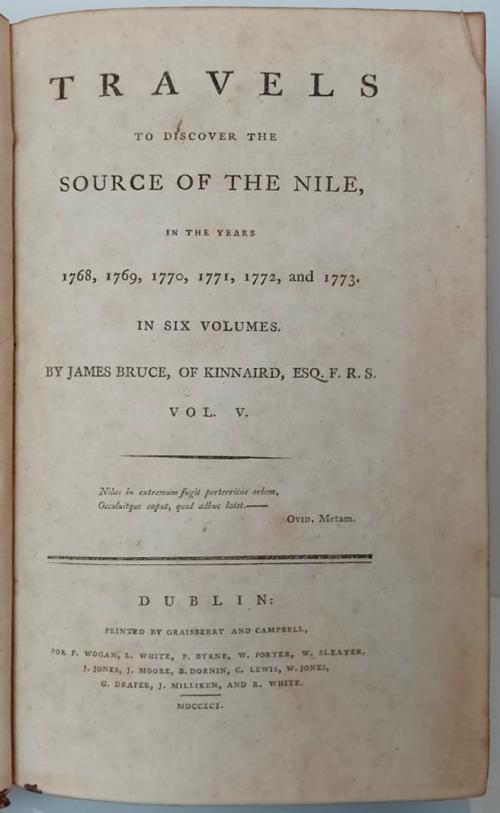 TRAVELS
TO DISCOVER THE
SOURCE OF THE NILE,
IN THE YEARS
1768, 1769, 1770, 1771, 1772, and 1773.
IN SIX VOLUMES.
BY JAMES BRUCE, OF KINNAIRD, ESQ. F. R. S.
VOL. V.
Nilus in extremum fugit perterritus orbem,
Occuluitque caput, quod adhuc latet.——
OVID. Metam.
DUBLIN:
PRINTED BY GRAISBERRY AND CAMPBELL,
FOR P. WOGAN, L. WHITE, P. BYRNE, W. PORTER, W. SLEATER,
J. JONES, J. MOORE, B. DORNIN, C. LEWIS, W. JONES,
G. DRAPER, J. MILLIKEN, AND R. WHITE.
MDCCXCI.